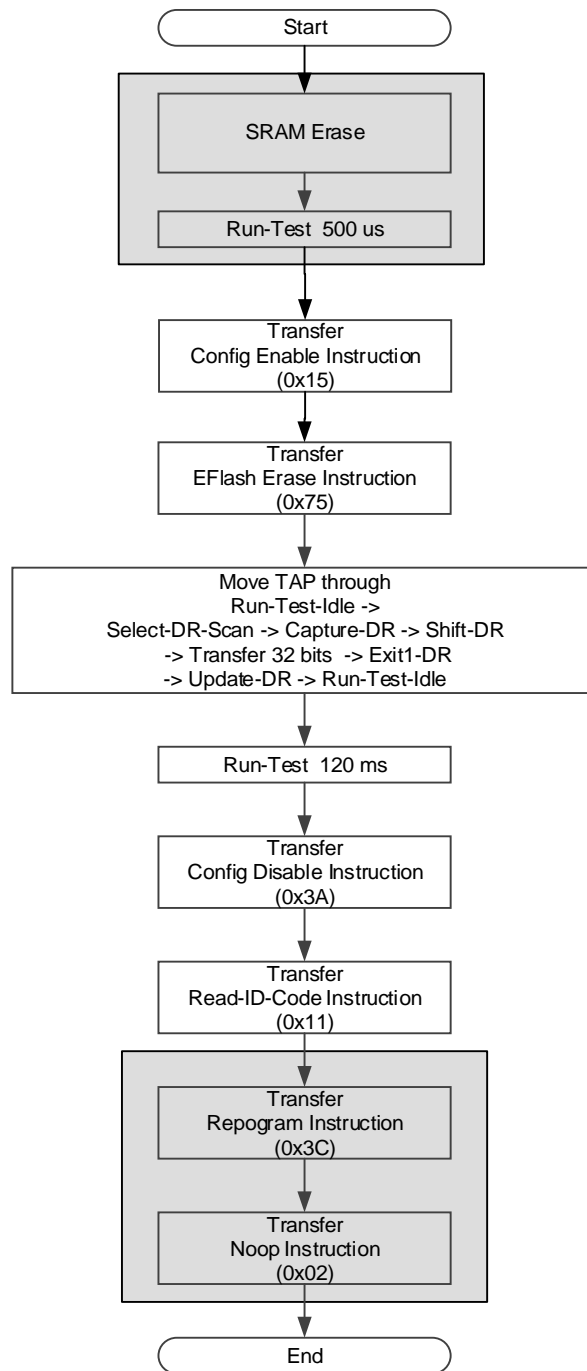 Start
SRAM Erase
Run-Test 500 us
Transfer
Config Enable Instruction
(0x15)
Transfer
EFlash Erase Instruction
(0x75)
Move TAP through
Run-Test-Idle ->
Select-DR-Scan -> Capture-DR -> Shift-DR
-> Transfer 32 bits -> Exit1-DR
-> Update-DR -> Run-Test-Idle
Run-Test 120 ms
Transfer
Config Disable Instruction
(0x3A)
Transfer
Read-ID-Code Instruction
(0x11)
Transfer
Repogram Instruction
(0x3C)
Transfer
Noop Instruction
(0x02)
End